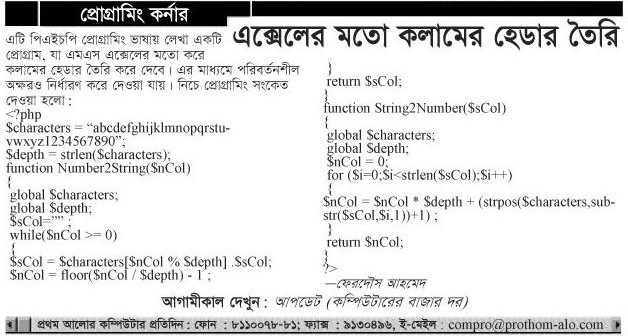 প্রোগ্রামিং কর্নার
এক্সেলের মতো কলামের হেডার তৈরি
এটি পিএইচপি প্রোগ্রামিং ভাষায় লেখা একটি
প্রোগ্রাম, যা এমএস এক্সেলের মতো করে
কলামের হেডার তৈরি করে দেবে। এর মাধ্যমে পরিবর্তনশীল
অক্ষরও নির্ধারণ করে দেওয়া যায়। নিচে প্রোগ্রামিং সংকেত
দেওয়া হলো :
<?php
$characters = “abcdefghijklmnopqrstu-
vwxyz1234567890”;
$depth = strlen($characters);
function Number2String($nCol)
{
global $characters;
global $depth;
$sCol=”” ;
while($nCol >= 0)
{
$sCol = $characters[$nCol % $depth] .$sCol;
$nCol = floor($nCol / $depth) - 1 ;
}
return $sCol;
}
function String2Number($sCol)
{
global $characters;
global $depth;
$nCol = 0;
for ($i=0;$i<strlen($sCol);$i++)
{
$nCol = $nCol * $depth + (strpos($characters,sub-
str($sCol,$i,1))+1) ;
}
return $nCol;
}
?>
—ফেরদৌস আহমেদ
আগামীকাল দেখুন : আপডেট (কম্পিউটারের বাজার দর)
প্রথম আলোর কম্পিউটার প্রতিদিন : ফোন : ৮১১০০৭৮-৮১; ফ্যাক্স : ৯১৩০৪৯৬, ই-মেইল : compro@prothom-alo.com